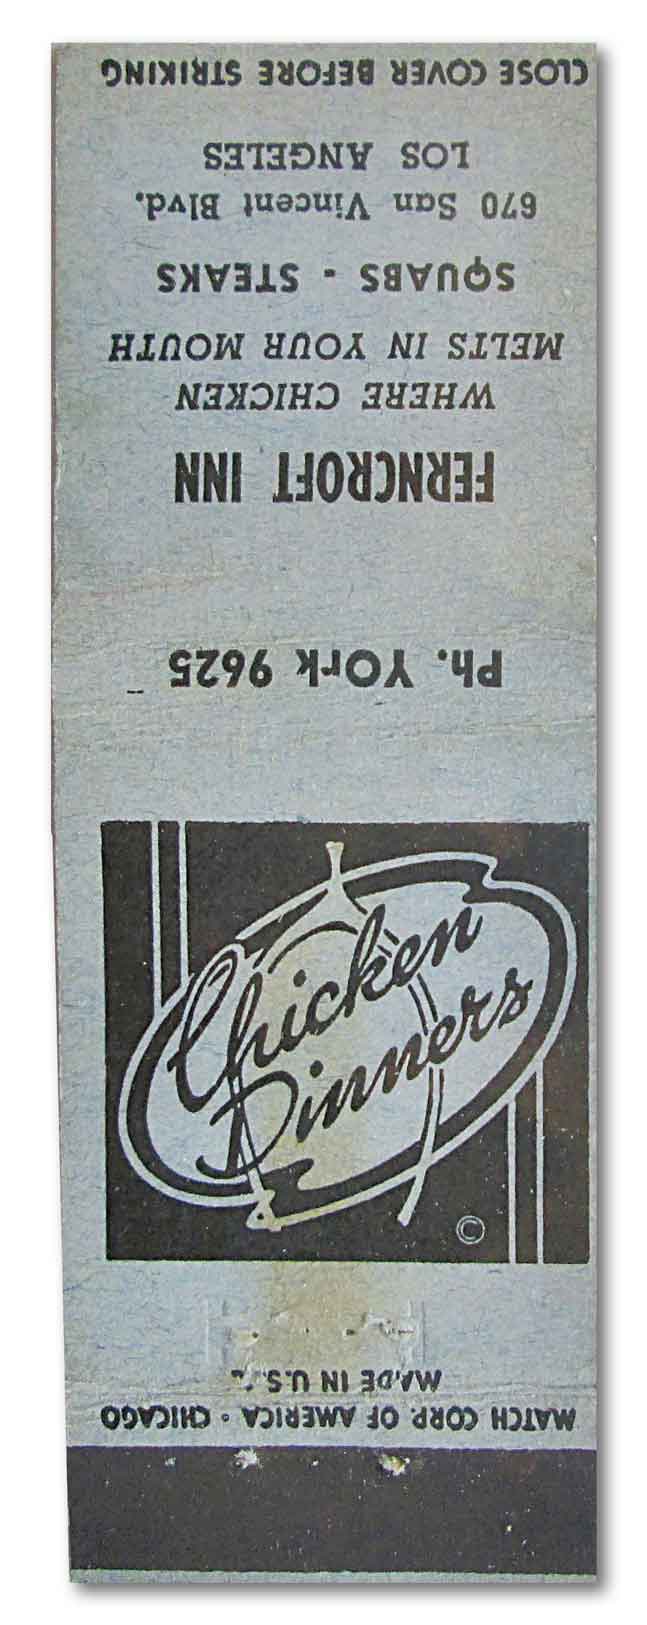 CLOSE COVER BEFORE STRIKING
FERNCROFT INN
WHERE CHICKEN
MELTS IN YOUR MOUTH
SQUABS - STEAKS
670 San Vincent Blvd.
LOS ANGELES
Ph. YOrk 9625
Chicken
Dinners
©
MATCH CORP. OF AMERICA · CHICAGO
MADE IN U.S.A.